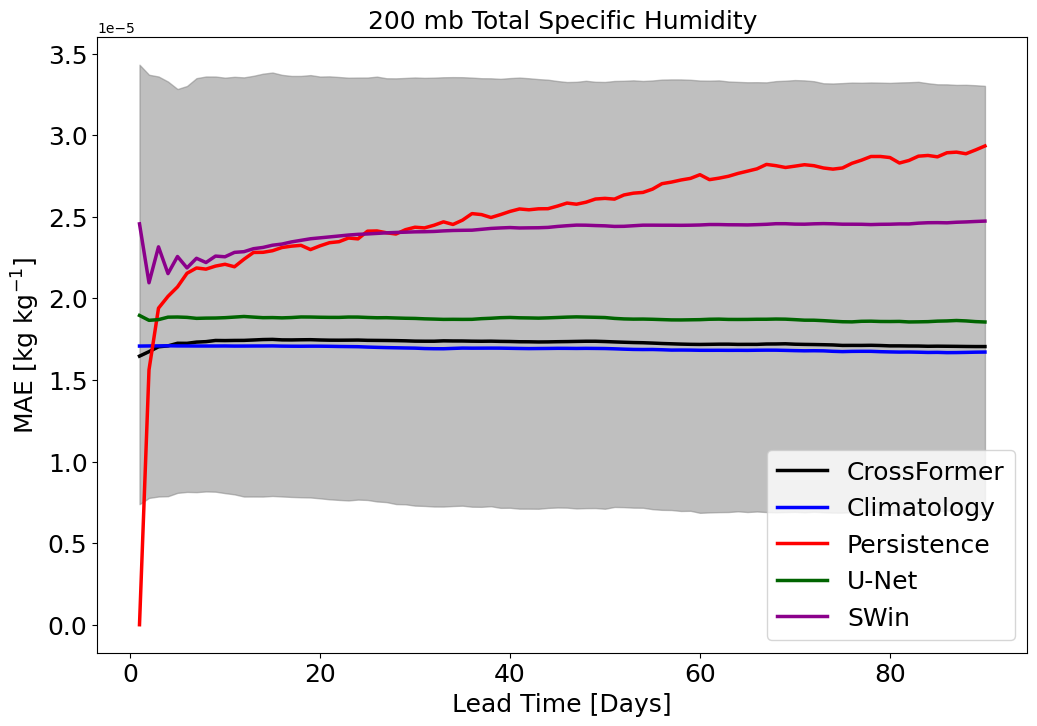 200 mb Total Specific Humidity
1e−5
3.5
3.0
2.5
2.0
1.5
1.0
0.5
0.0
MAE [kg kg⁻¹]
0 20 40 60 80
Lead Time [Days]
CrossFormer
Climatology
Persistence
U-Net
SWin